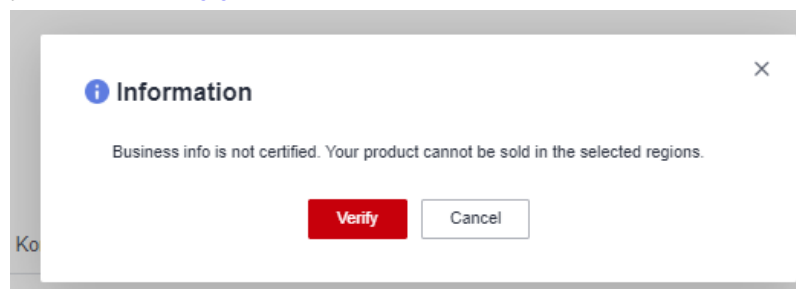 Information
Business info is not certified. Your product cannot be sold in the selected regions.
Verify Cancel
Ko